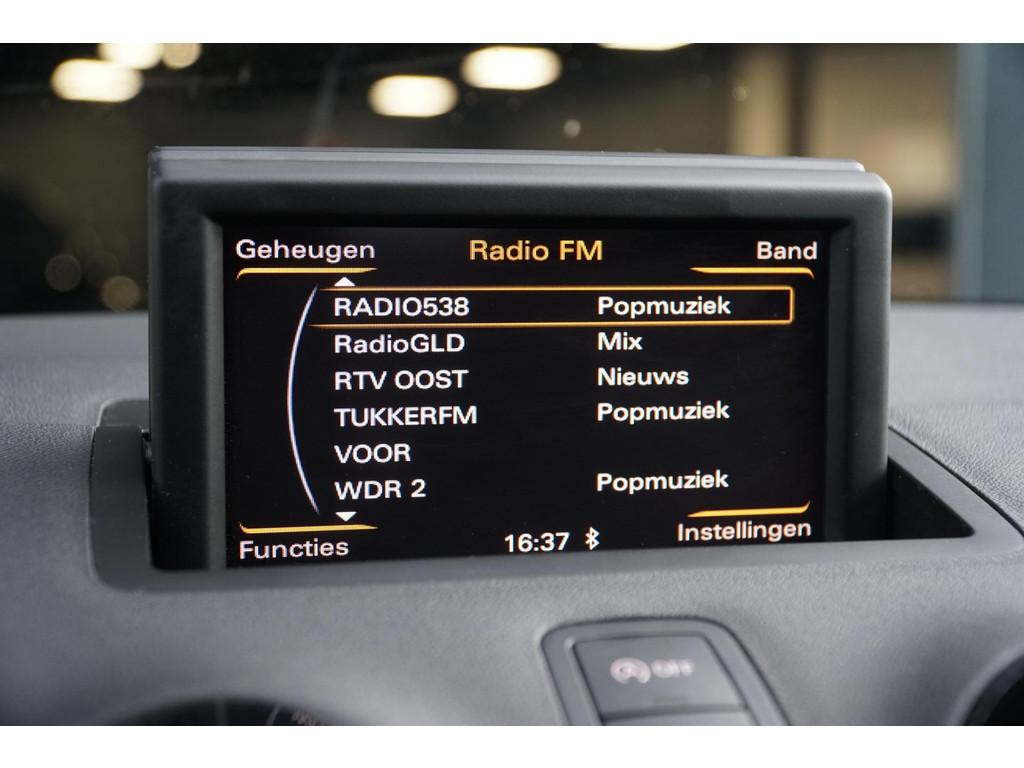 Geheugen Radio FM Band
RADIO538 Popmuziek
RadioGLD Mix
RTV OOST Nieuws
TUKKERFM Popmuziek
VOOR
WDR 2 Popmuziek
Functies 16:37 Instellingen
OFF